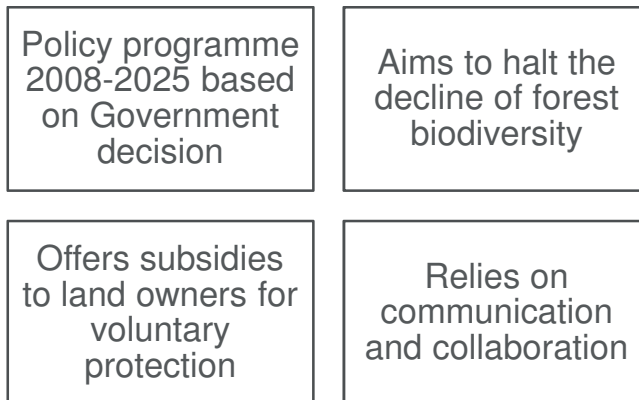 Policy programme
2008-2025 based
on Government
decision
Aims to halt the
decline of forest
biodiversity
Offers subsidies
to land owners for
voluntary
protection
Relies on
communication
and collaboration